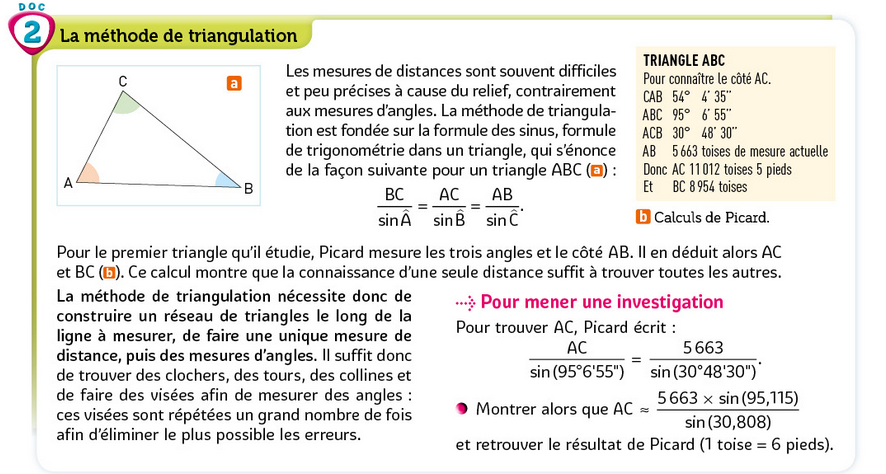 DOC
2
La méthode de triangulation
C
a
A
B
Les mesures de distances sont souvent difficiles
et peu précises à cause du relief, contrairement
aux mesures d'angles. La méthode de triangula-
tion est fondée sur la formule des sinus, formule
de trigonométrie dans un triangle, qui s'énonce
de la façon suivante pour un triangle ABC (a) :
BC/sin Â = AC/sin B̂ = AB/sin Ĉ.
TRIANGLE ABC
Pour connaître le côté AC.
CAB 54° 4' 35"
ABC 95° 6' 55"
ACB 30° 48' 30"
AB 5 663 toises de mesure actuelle
Donc AC 11 012 toises 5 pieds
Et BC 8 954 toises
b Calculs de Picard.
Pour le premier triangle qu'il étudie, Picard mesure les trois angles et le côté AB. Il en déduit alors AC
et BC (b). Ce calcul montre que la connaissance d'une seule distance suffit à trouver toutes les autres.
La méthode de triangulation nécessite donc de
construire un réseau de triangles le long de la
ligne à mesurer, de faire une unique mesure de
distance, puis des mesures d'angles. Il suffit donc
de trouver des clochers, des tours, des collines et
de faire des visées afin de mesurer des angles :
ces visées sont répétées un grand nombre de fois
afin d'éliminer le plus possible les erreurs.
Pour mener une investigation
Pour trouver AC, Picard écrit :
AC/sin (95°6'55") = 5 663/sin (30°48'30").
Montrer alors que AC ≈ 5 663 × sin (95,115)/sin (30,808)
et retrouver le résultat de Picard (1 toise = 6 pieds).